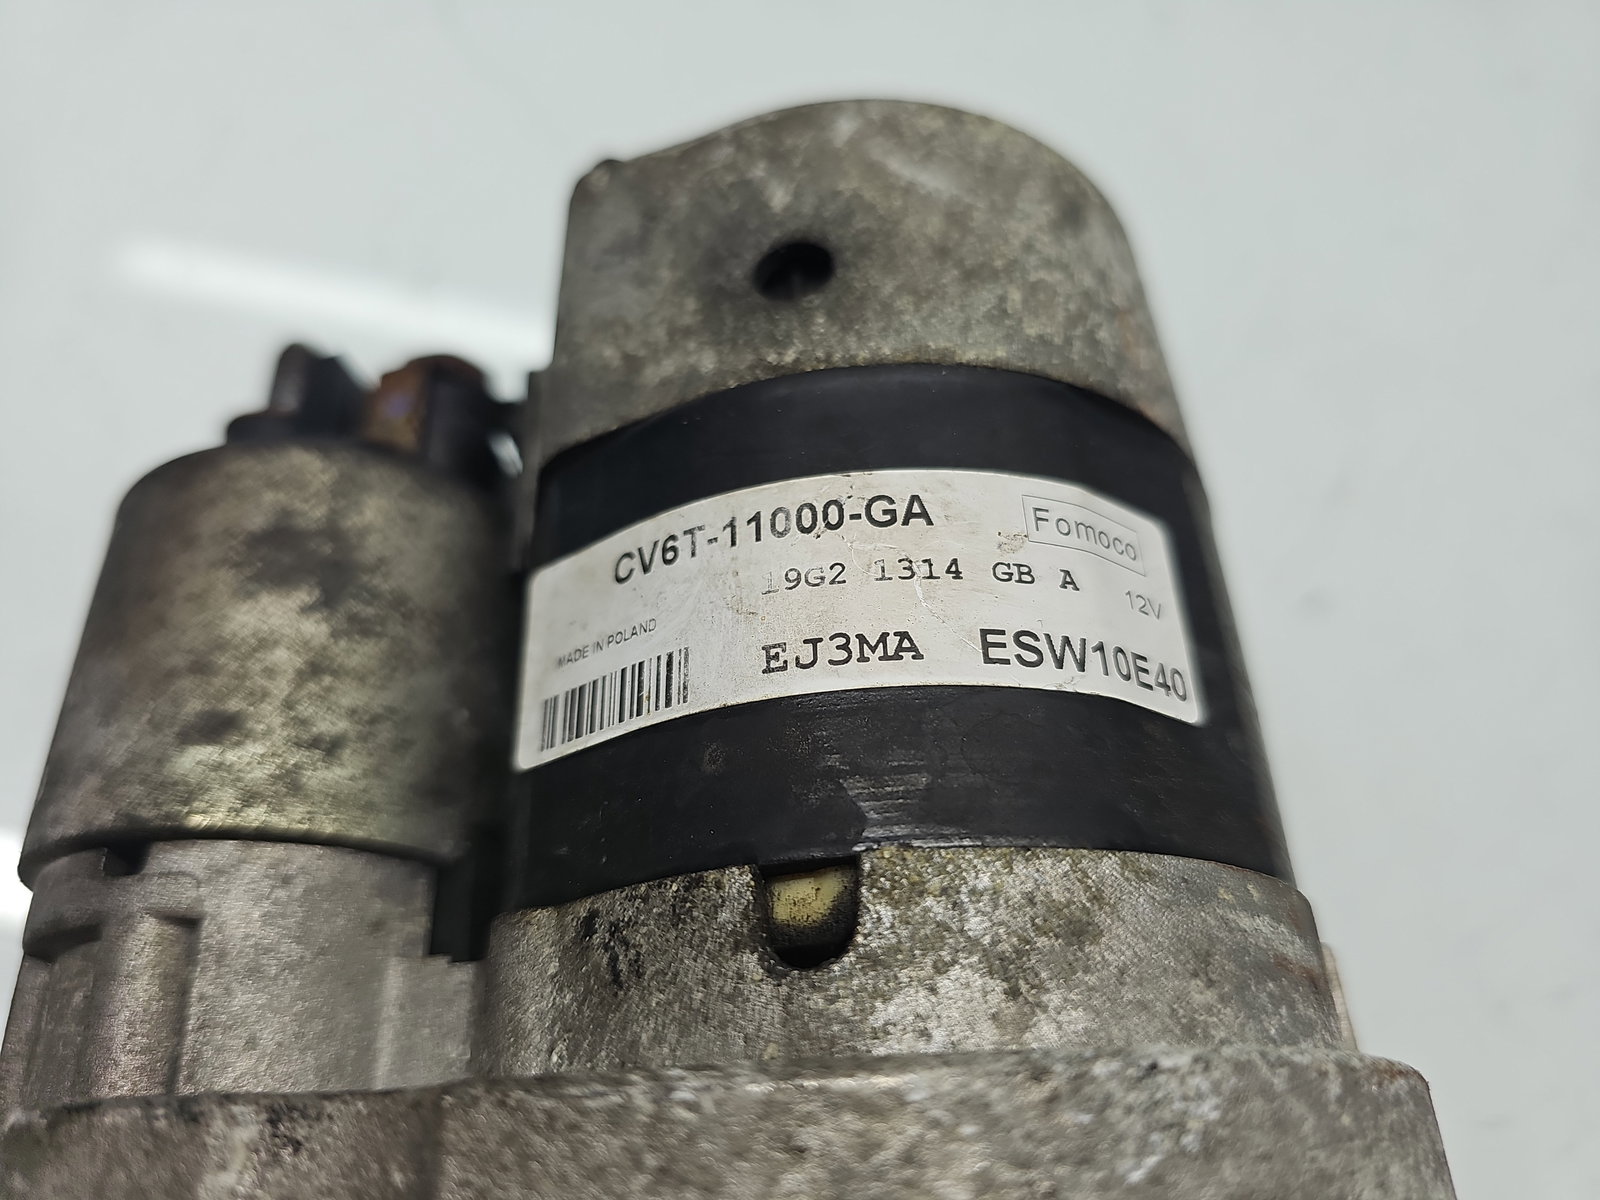 CV6T-11000-GA
Fomoco
19G2 1314 GB A
12V
MADE IN POLAND
EJ3MA
ESW10E40